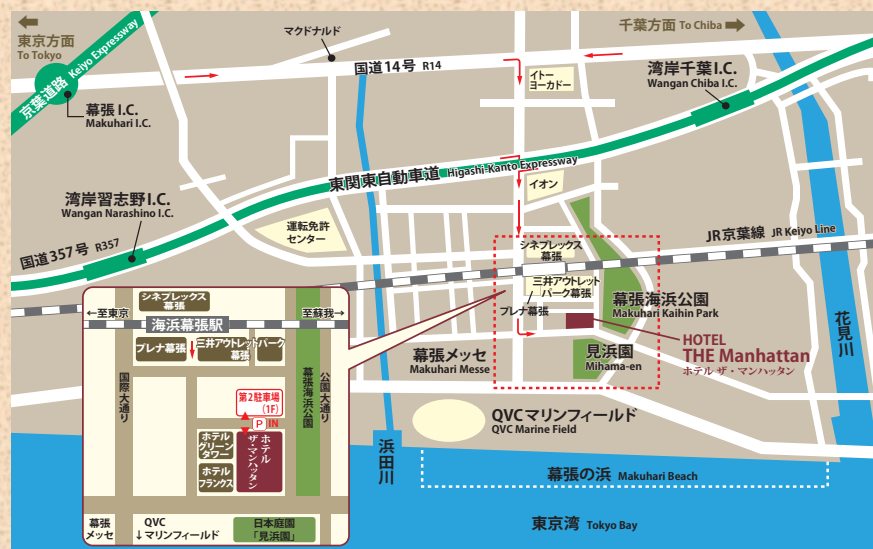 東京方面
To Tokyo
マクドナルド
千葉方面 To Chiba
京葉道路 Keiyo Expressway
国道14号 R14
イトー
ヨーカドー
湾岸千葉I.C.
Wangan Chiba I.C.
幕張I.C.
Makuhari I.C.
東関東自動車道 Higashi-Kanto Expressway
イオン
湾岸習志野I.C.
Wangan Narashino I.C.
運転免許
センター
国道357号 R357
シネプレックス
幕張
JR京葉線 JR Keiyo Line
三井アウトレット
パーク幕張
プレナ幕張
幕張海浜公園
Makuhari Kaihin Park
花見川
HOTEL
THE Manhattan
ホテル ザ・マンハッタン
幕張メッセ
Makuhari Messe
見浜園
Mihama-en
QVCマリンフィールド
QVC Marine Field
浜田川
幕張の浜 Makuhari Beach
東京湾 Tokyo Bay
シネプレックス
幕張
←至東京
海浜幕張駅
至蘇我→
プレナ幕張
三井アウトレットパーク
幕張
国際大通り
幕張海浜公園
公園大通り
第2駐車場
(1F)
P IN
ホテル
グリーン
タワー
ホテル
ザ・マンハッタン
ホテル
フランクス
幕張
メッセ
QVC
↓マリンフィールド
日本庭園
「見浜園」